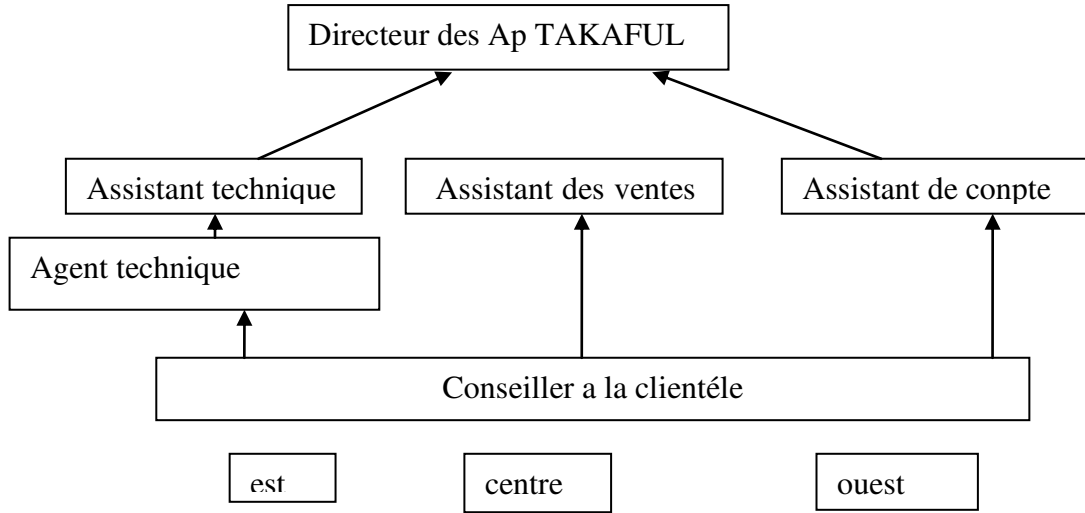 Directeur des Ap TAKAFUL
Assistant technique
Assistant des ventes
Assistant de conpte
Agent technique
Conseiller a la clientéle
est
centre
ouest